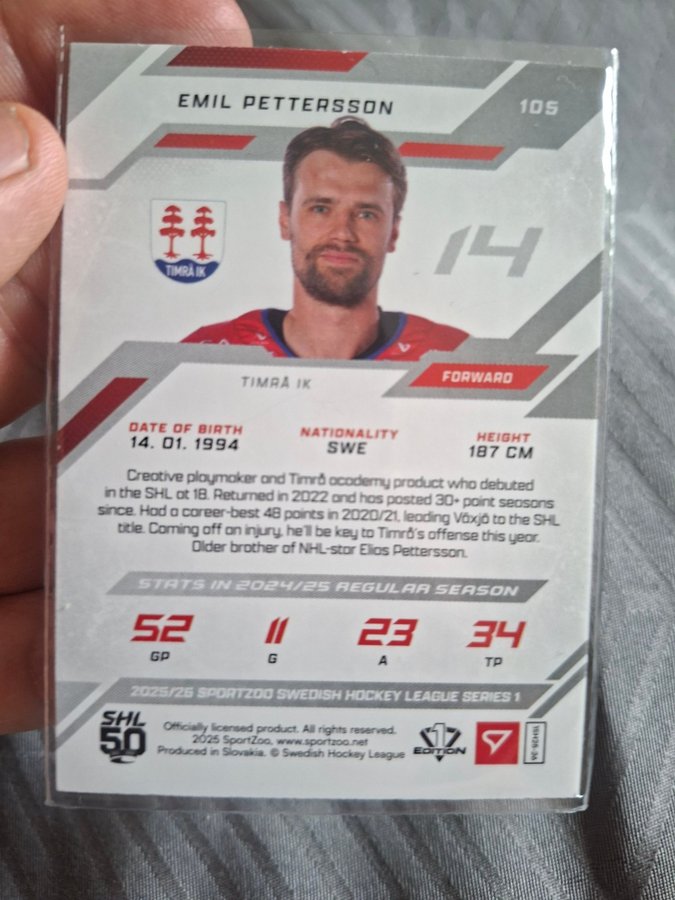 EMIL PETTERSSON
105
TIMRÅ IK
14
TIMRÅ IK
FORWARD
DATE OF BIRTH
14. 01. 1994
NATIONALITY
SWE
HEIGHT
187 CM
Creative playmaker and Timrå academy product who debuted
in the SHL at 18. Returned in 2022 and has posted 30+ point seasons
since. Had a career-best 48 points in 2020/21, leading Växjö to the SHL
title. Coming off an injury, he'll be key to Timrå's offense this year.
Older brother of NHL-star Elias Pettersson.
STATS IN 2024/25 REGULAR SEASON
52
GP
11
G
23
A
34
TP
2025/26 SPORTZOO SWEDISH HOCKEY LEAGUE SERIES 1
SHL
50
Officially licensed product. All rights reserved.
2025 SportZoo, www.sportzoo.net
Produced in Slovakia. © Swedish Hockey League
1
EDITION